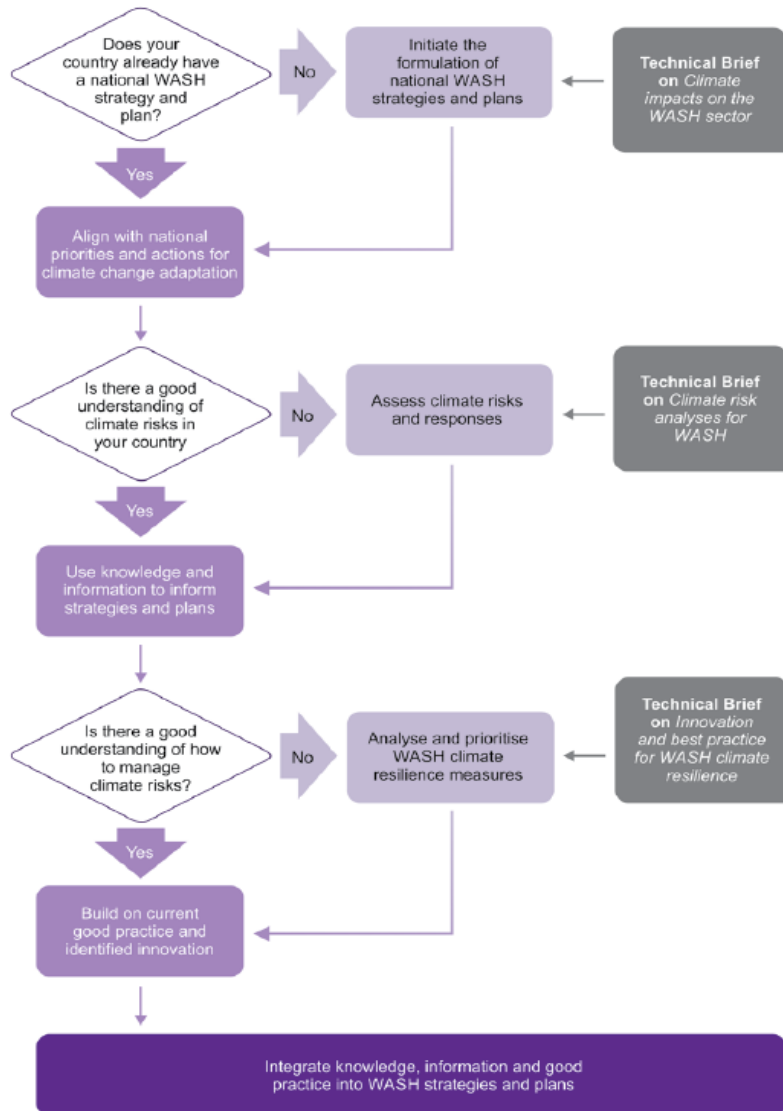 Does your
country already have
a national WASH
strategy and
plan?
No
Initiate the
formulation of
national WASH
strategies and plans
Technical Brief
on Climate
impacts on the
WASH sector
Yes
Align with national
priorities and actions for
climate change adaptation
Is there a good
understanding of
climate risks in
your country
No
Assess climate risks
and responses
Technical Brief
on Climate risk
analyses for
WASH
Yes
Use knowledge and
information to inform
strategies and plans
Is there a good
understanding of how
to manage
climate risks?
No
Analyse and prioritise
WASH climate
resilience measures
Technical Brief
on Innovation
and best practice
for WASH climate
resilience
Yes
Build on current
good practice and
identified innovation
Integrate knowledge, information and good
practice into WASH strategies and plans